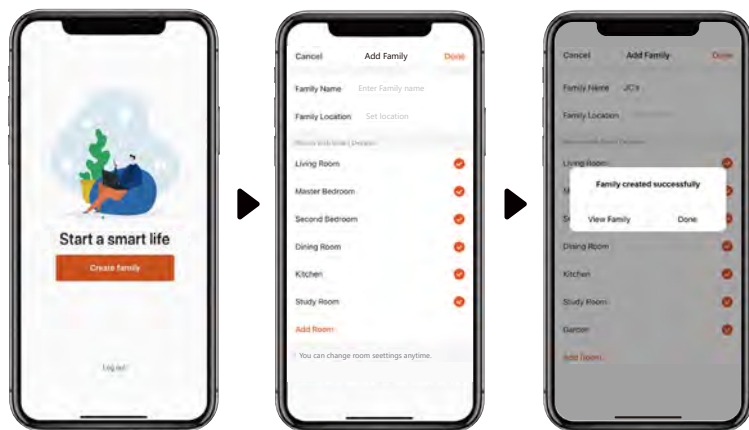 Start a smart life
Create family
Log out
Cancel Add Family Done
Family Name Enter Family name
Family Location Set location
Living Room
Master Bedroom
Second Bedroom
Dining Room
Kitchen
Study Room
Add Room
You can change room seettings anytime.
Cancel Add Family Done
Family Name JC's
Family Location
Living Room
Family created successfully
View Family Done
Dining Room
Kitchen
Study Room
Garden
Add Room